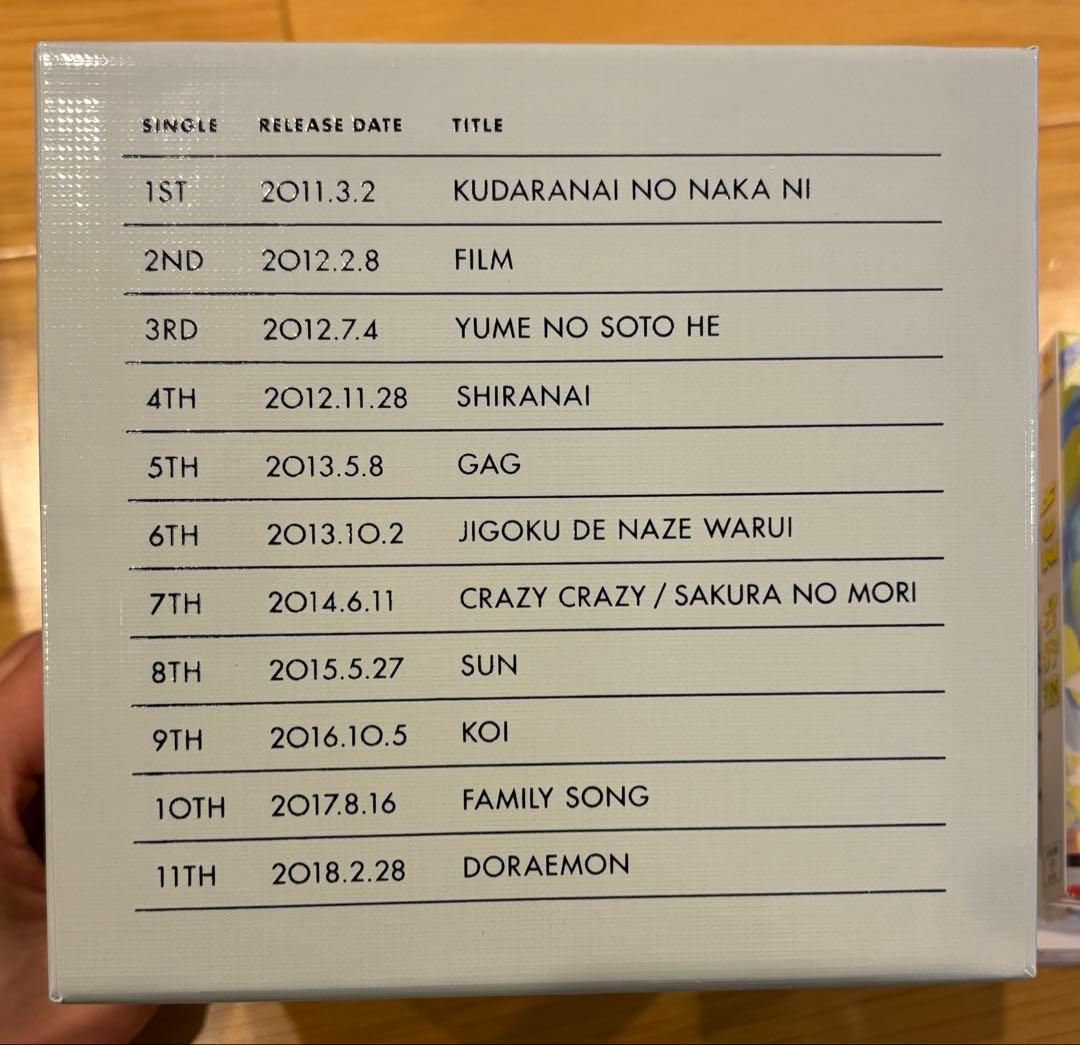 SINGLE RELEASE DATE TITLE
1ST 2011.3.2 KUDARANAI NO NAKA NI
2ND 2012.2.8 FILM
3RD 2012.7.4 YUME NO SOTO HE
4TH 2012.11.28 SHIRANAI
5TH 2013.5.8 GAG
6TH 2013.10.2 JIGOKU DE NAZE WARUI
7TH 2014.6.11 CRAZY CRAZY / SAKURA NO MORI
8TH 2015.5.27 SUN
9TH 2016.10.5 KOI
10TH 2017.8.16 FAMILY SONG
11TH 2018.2.28 DORAEMON